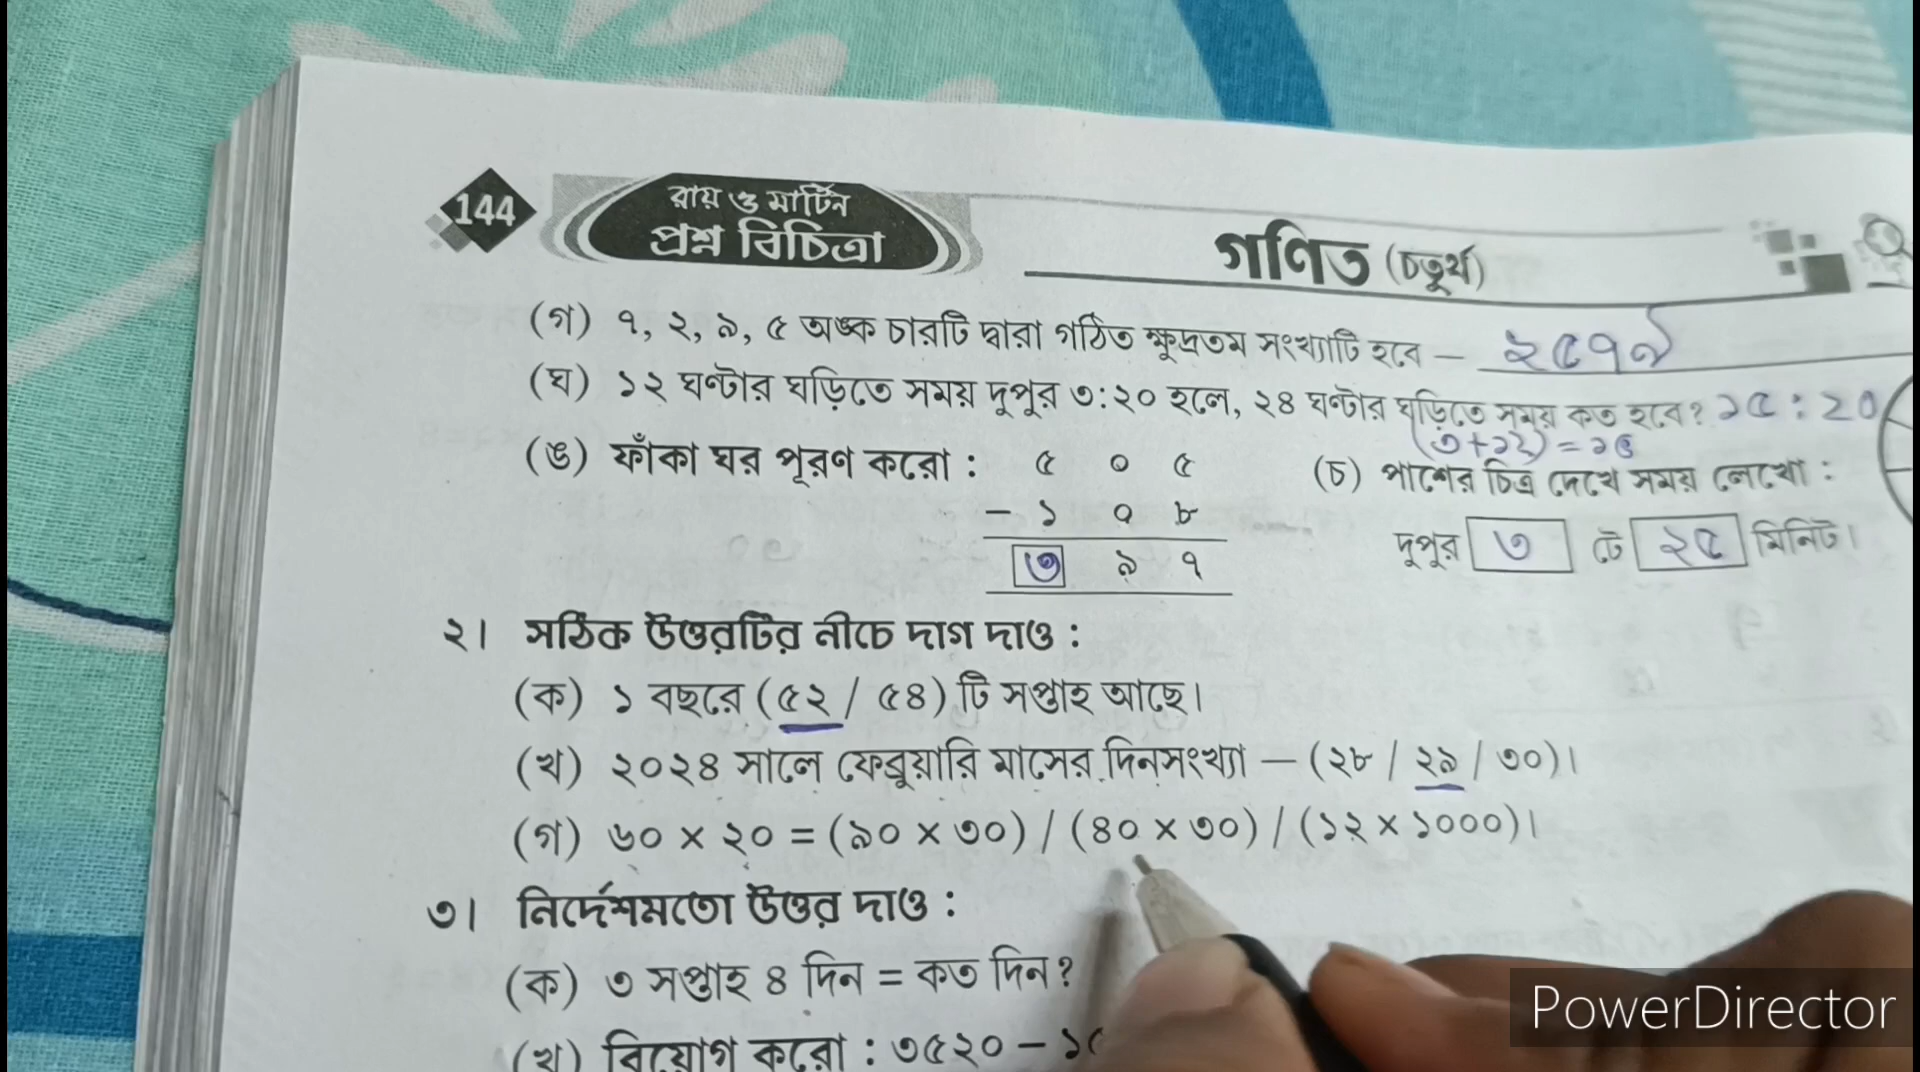 144
রায় ও মার্টিন
প্রশ্ন বিচিত্রা
গণিত (চতুর্থ)
(গ) ৭, ২, ৯, ৫ অঙ্ক চারটি দ্বারা গঠিত ক্ষুদ্রতম সংখ্যাটি হবে — ২৫৭৯
(ঘ) ১২ ঘণ্টার ঘড়িতে সময় দুপুর ৩:২০ হলে, ২৪ ঘণ্টার ঘড়িতে সময় কত হবে? ১৫:20
(৩+১২) = ১৫
(ঙ) ফাঁকা ঘর পূরণ করো : ৫ ০ ৫
(চ) পাশের চিত্র দেখে সময় লেখো :
– ১ ০ ৮
দুপুর ৩ টে ২৫ মিনিট।
৩ ৯ ৭
২। সঠিক উত্তরটির নীচে দাগ দাও :
(ক) ১ বছরে (৫২ / ৫৪) টি সপ্তাহ আছে।
(খ) ২০২৪ সালে ফেব্রুয়ারি মাসের দিনসংখ্যা — (২৮ / ২৯ / ৩০)।
(গ) ৬০ × ২০ = (৯০ × ৩০) / (৪০ × ৩০) / (১২ × ১০০০)।
৩। নির্দেশমতো উত্তর দাও :
(ক) ৩ সপ্তাহ ৪ দিন = কত দিন?
(খ) বিয়োগ করো : ৩৫২০ – ১
PowerDirector